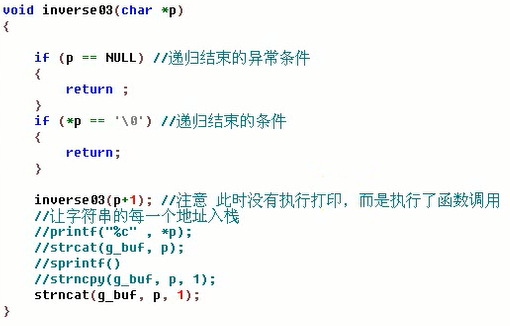 void inverse03(char *p)
{
if (p == NULL) //递归结束的异常条件
{
return ;
}
if (*p == '\0') //递归结束的条件
{
return;
}
inverse03(p+1); //注意 此时没有执行打印，而是执行了函数调用
//让字符串的每一个地址入栈
//printf("%c" , *p);
//strcat(g_buf, p);
//sprintf()
//strncpy(g_buf, p, 1);
strncat(g_buf, p, 1);
}